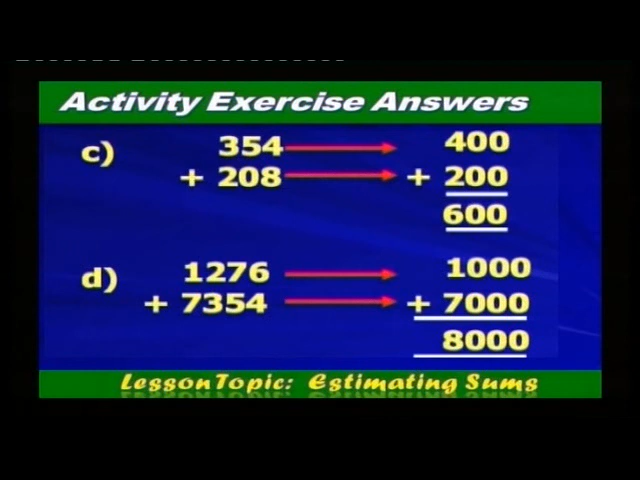 Activity Exercise Answers
c) 354 400
+ 208 + 200
600
d) 1276 1000
+ 7354 + 7000
8000
Lesson Topic: Estimating Sums